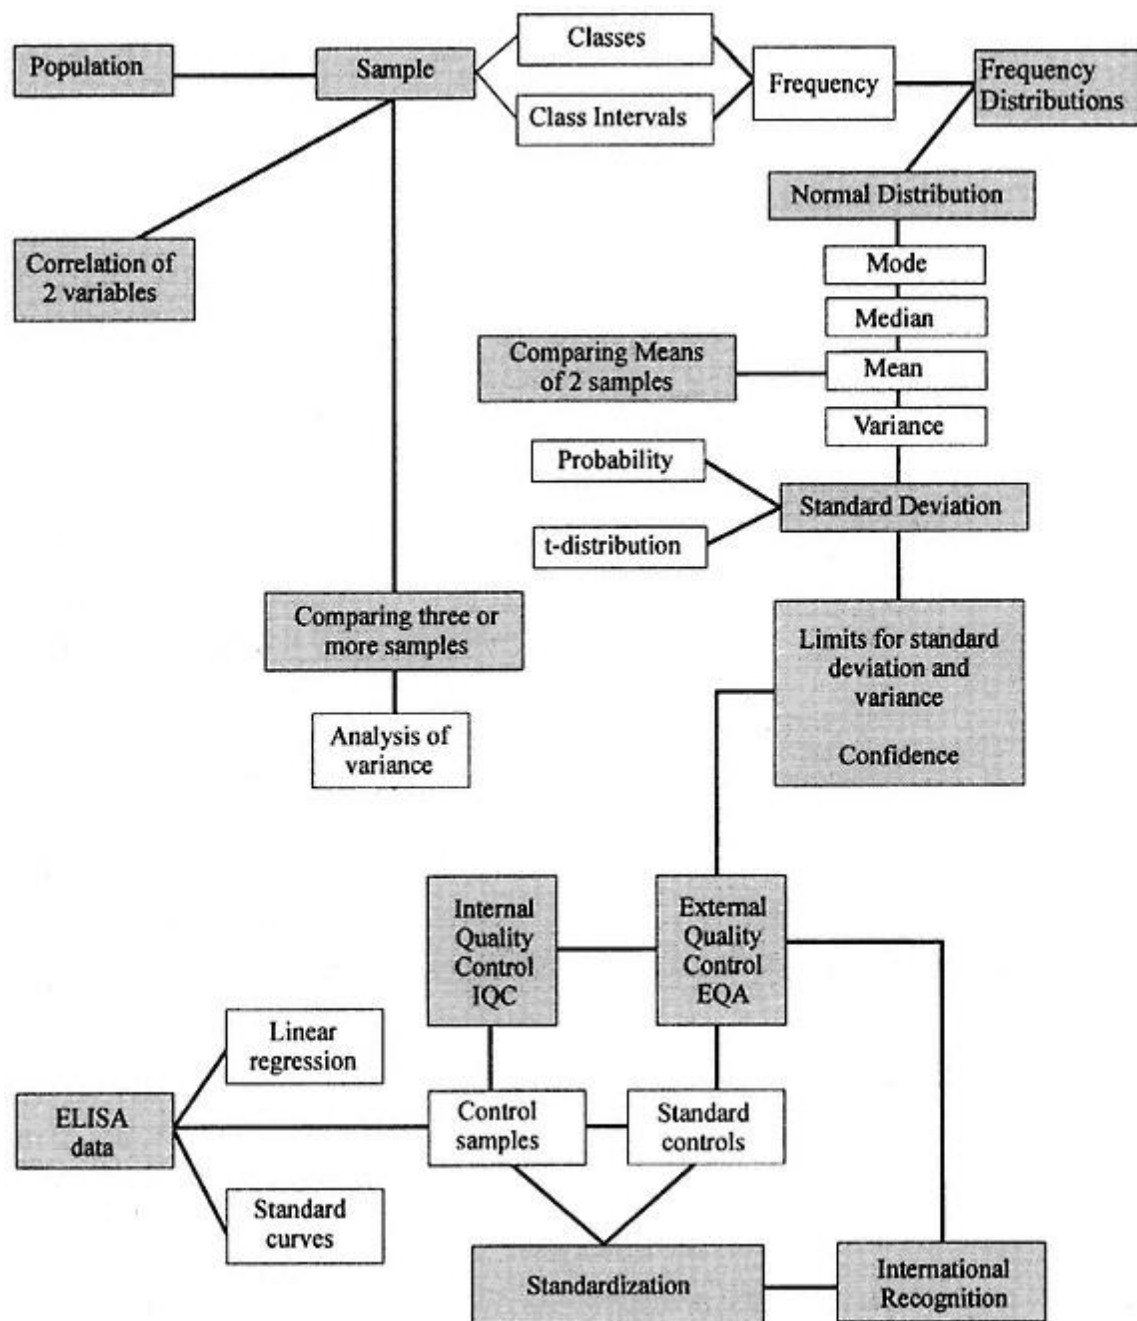 Population
Sample
Classes
Class Intervals
Frequency
Frequency
Distributions
Normal Distribution
Correlation of
2 variables
Mode
Median
Comparing Means
of 2 samples
Mean
Variance
Probability
Standard Deviation
t-distribution
Comparing three or
more samples
Limits for standard
deviation and
variance
Confidence
Analysis of
variance
Internal
Quality
Control
IQC
External
Quality
Control
EQA
Linear
regression
ELISA
data
Control
samples
Standard
controls
Standard
curves
Standardization
International
Recognition